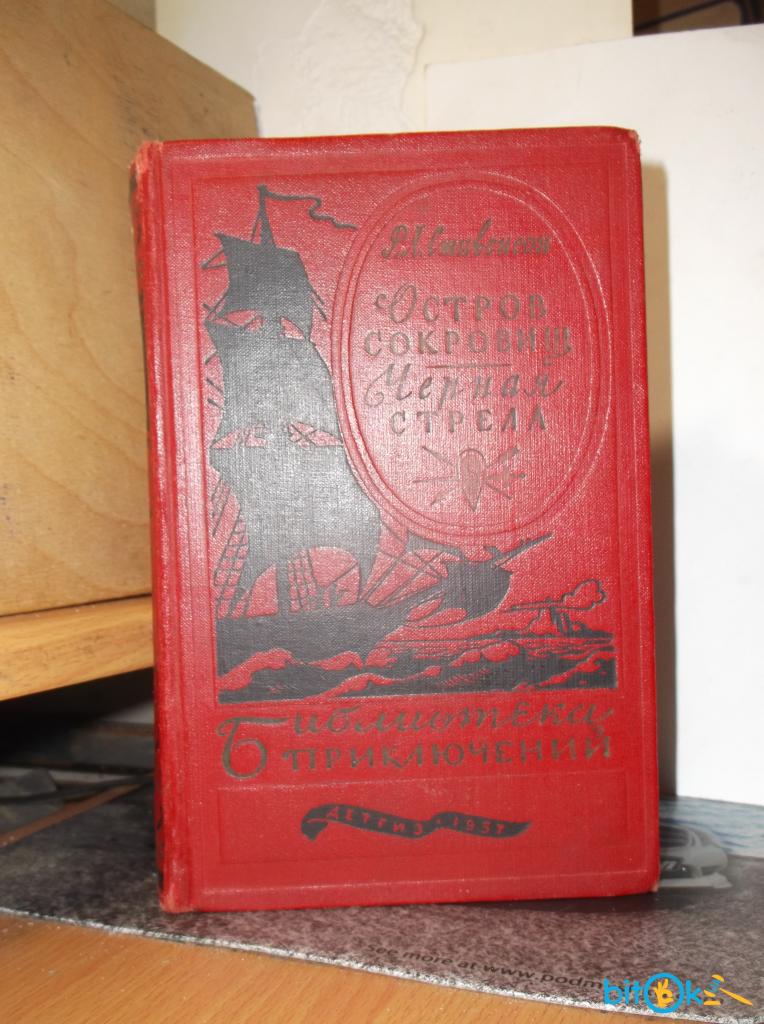 Р.Л. Стивенсон
ОСТРОВ
СОКРОВИЩ
Черная
СТРЕЛА
Библиотека
ПРИКЛЮЧЕНИЙ
ДЕТГИЗ • 1957
See more at www.podm
bitOk